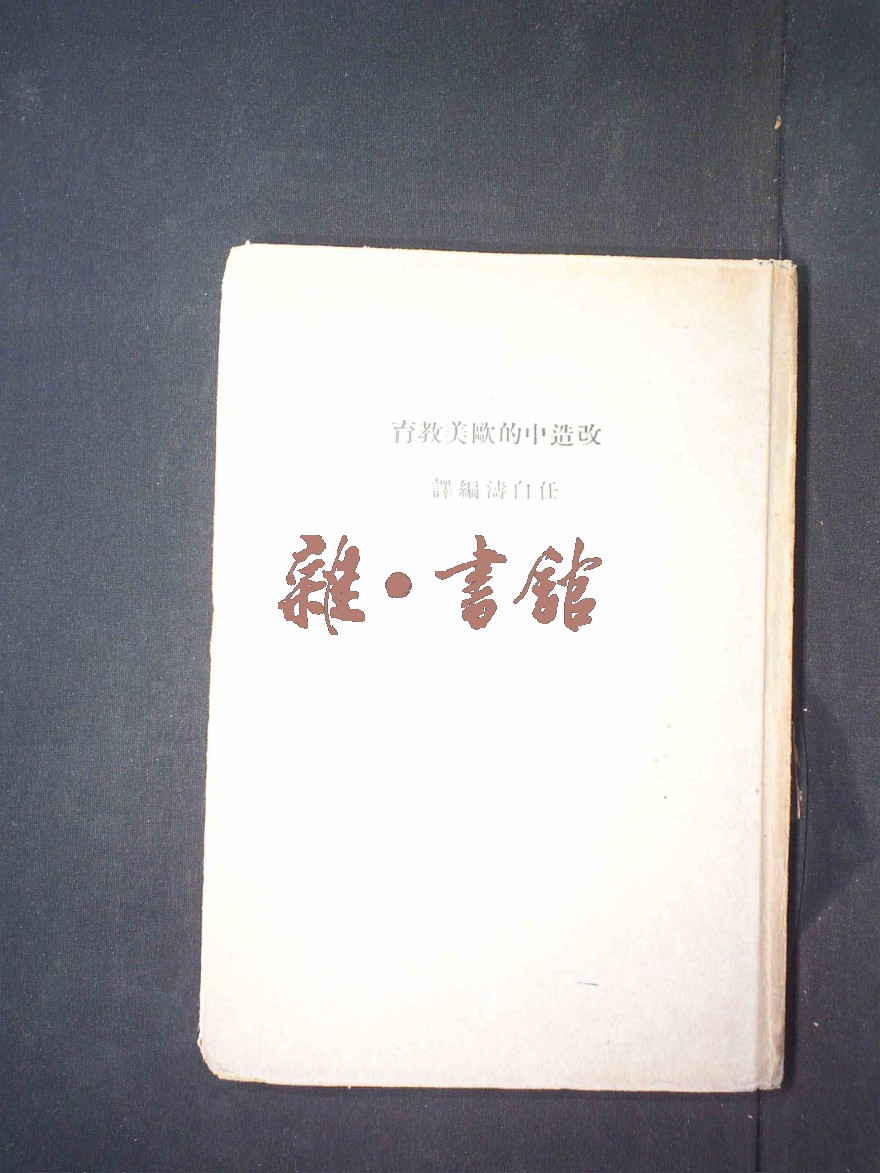 改造中的歐美教育
任白濤編譯
雜·書館